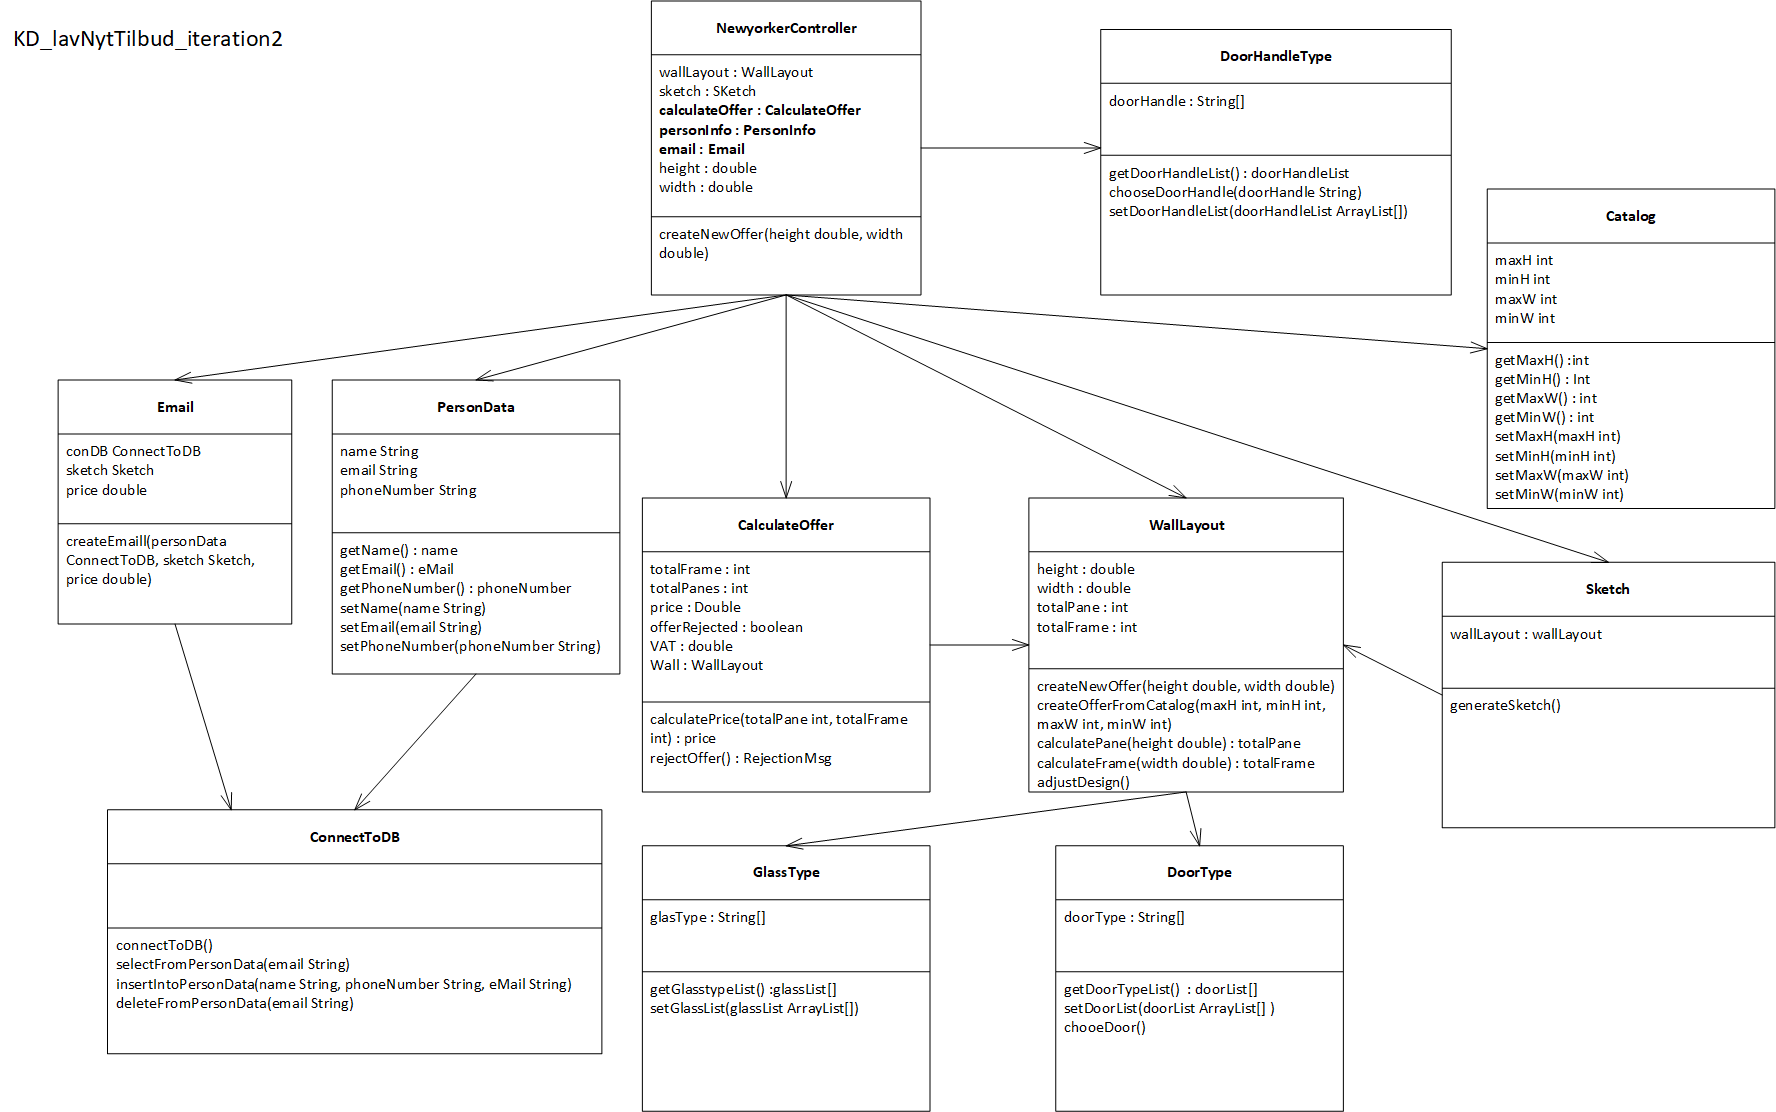 KD_lavNytTilbud_iteration2
NewyorkerController
wallLayout : WallLayout
sketch : SKetch
calculateOffer : CalculateOffer
personInfo : PersonInfo
email : Email
height : double
width : double
createNewOffer(height double, width
double)
DoorHandleType
doorHandle : String[]
getDoorHandleList() : doorHandleList
chooseDoorHandle(doorHandle String)
setDoorHandleList(doorHandleList ArrayList[])
Catalog
maxH int
minH int
maxW int
minW int
getMaxH() :int
getMinH() : Int
getMaxW() : int
getMinW() : int
setMaxH(maxH int)
setMinH(minH int)
setMaxW(maxW int)
setMinW(minW int)
Email
conDB ConnectToDB
sketch Sketch
price double
createEmaill(personData
ConnectToDB, sketch Sketch,
price double)
PersonData
name String
email String
phoneNumber String
getName() : name
getEmail() : eMail
getPhoneNumber() : phoneNumber
setName(name String)
setEmail(email String)
setPhoneNumber(phoneNumber String)
CalculateOffer
totalFrame : int
totalPanes : int
price : Double
offerRejected : boolean
VAT : double
Wall : WallLayout
calculatePrice(totalPane int, totalFrame
int) : price
rejectOffer() : RejectionMsg
WallLayout
height : double
width : double
totalPane : int
totalFrame : int
createNewOffer(height double, width double)
createOfferFromCatalog(maxH int, minH int,
maxW int, minW int)
calculatePane(height double) : totalPane
calculateFrame(width double) : totalFrame
adjustDesign()
Sketch
wallLayout : wallLayout
generateSketch()
ConnectToDB
connectToDB()
selectFromPersonData(email String)
insertIntoPersonData(name String, phoneNumber String, eMail String)
deleteFromPersonData(email String)
GlassType
glasType : String[]
getGlasstypeList() :glassList[]
setGlassList(glassList ArrayList[])
DoorType
doorType : String[]
getDoorTypeList()  : doorList[]
setDoorList(doorList ArrayList[] )
chooeDoor()